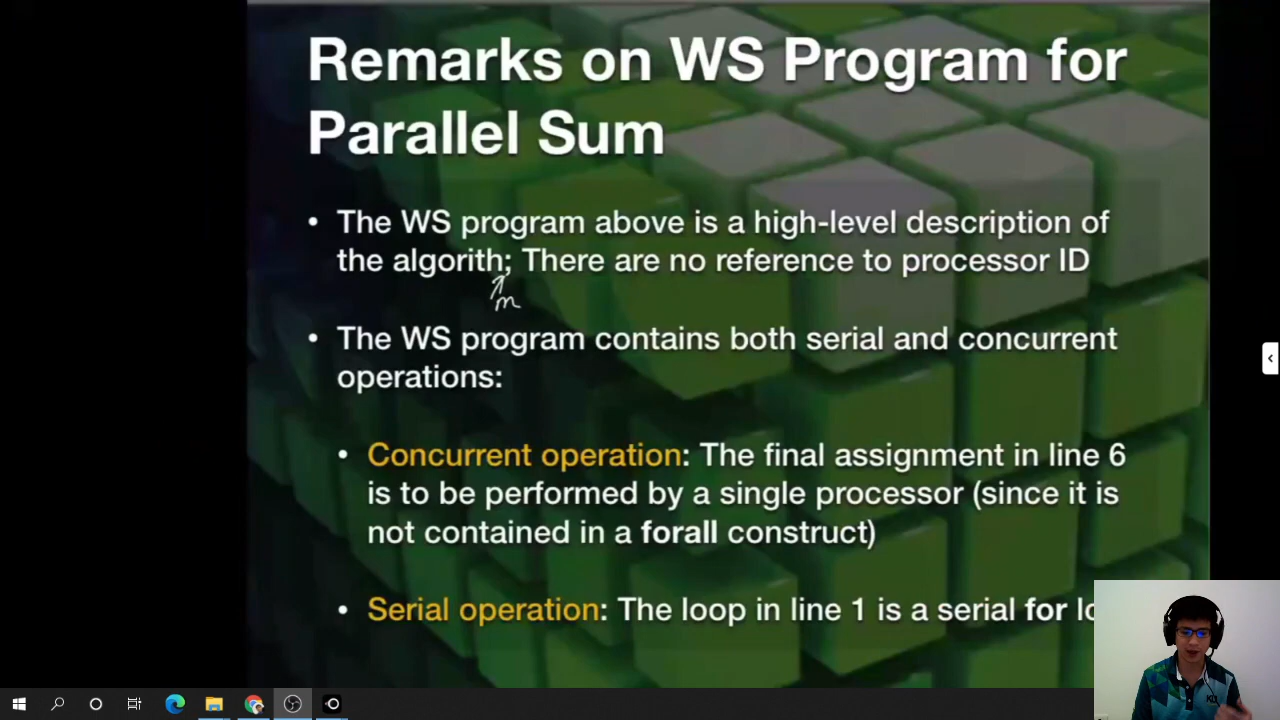 Remarks on WS Program for
Parallel Sum
• The WS program above is a high-level description of
the algorith; There are no reference to processor ID
m
• The WS program contains both serial and concurrent
operations:
• Concurrent operation: The final assignment in line 6
is to be performed by a single processor (since it is
not contained in a forall construct)
• Serial operation: The loop in line 1 is a serial for